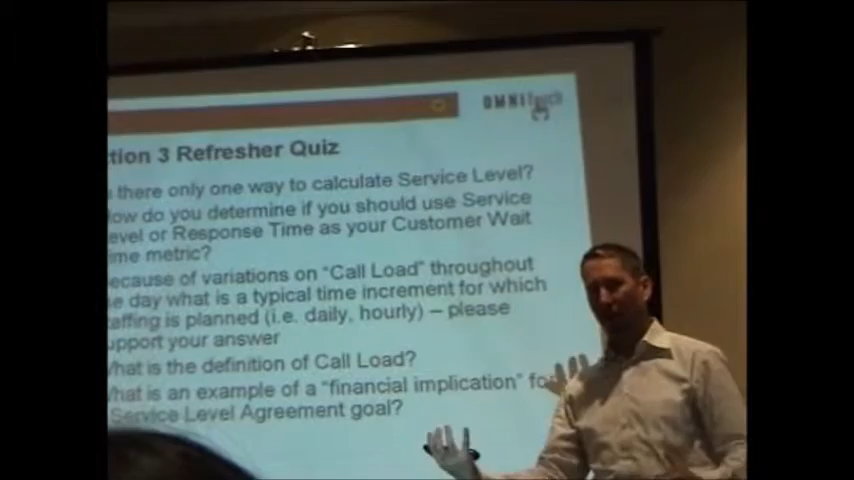 OMNITouch
tion 3 Refresher Quiz
there only one way to calculate Service Level?
ow do you determine if you should use Service
evel or Response Time as your Customer Wait
me metric?
ecause of variations on "Call Load" throughout
e day what is a typical time increment for which
affing is planned (i.e. daily, hourly) – please
upport your answer
hat is the definition of Call Load?
hat is an example of a "financial implication" fo
Service Level Agreement goal?